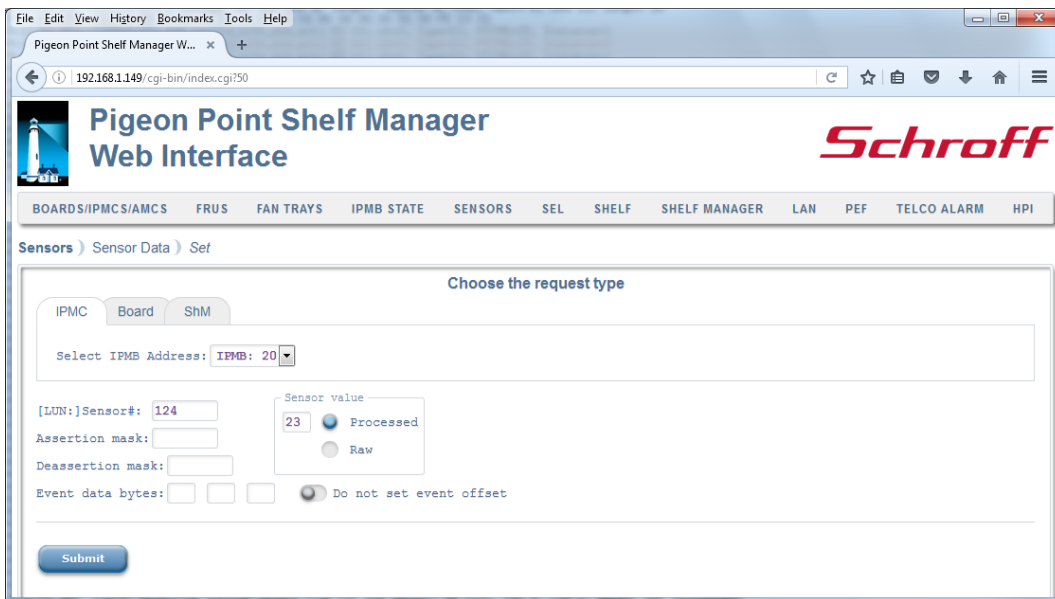 File Edit View History Bookmarks Tools Help
Pigeon Point Shelf Manager W... × +
192.168.1.149/cgi-bin/index.cgi?50
Pigeon Point Shelf Manager
Web Interface
Schroff
BOARDS/IPMCS/AMCS FRUS FAN TRAYS IPMB STATE SENSORS SEL SHELF SHELF MANAGER LAN PEF TELCO ALARM HPI
Sensors ) Sensor Data ) Set
Choose the request type
IPMC Board ShM
Select IPMB Address: IPMB: 20
[LUN:]Sensor#: 124
Sensor value
23 Processed
Assertion mask:
Raw
Deassertion mask:
Event data bytes: Do not set event offset
Submit